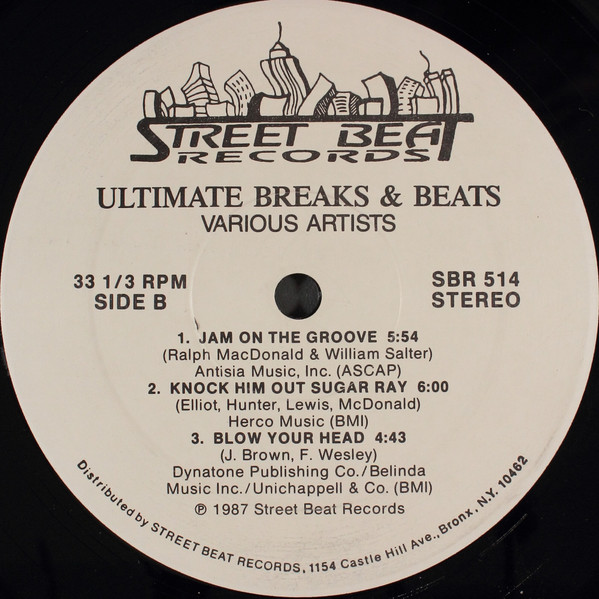 STREET BEAT
RECORDS
ULTIMATE BREAKS & BEATS
VARIOUS ARTISTS
33 1/3 RPM
SIDE B
SBR 514
STEREO
1. JAM ON THE GROOVE 5:54
(Ralph MacDonald & William Salter)
Antisia Music, Inc. (ASCAP)
2. KNOCK HIM OUT SUGAR RAY 6:00
(Elliot, Hunter, Lewis, McDonald)
Herco Music (BMI)
3. BLOW YOUR HEAD 4:43
(J. Brown, F. Wesley)
Dynatone Publishing Co./Belinda
Music Inc./Unichappell & Co. (BMI)
℗ 1987 Street Beat Records
Distributed by STREET BEAT RECORDS, 1154 Castle Hill Ave., Bronx, N.Y. 10462